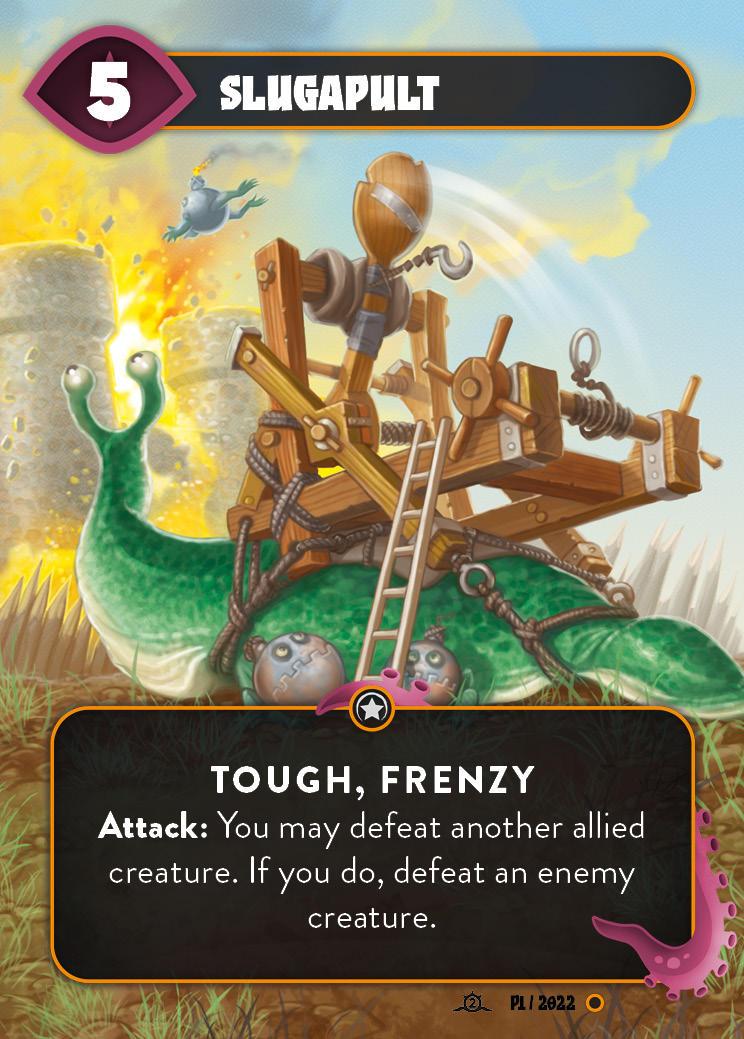 5
SLUGAPULT
TOUGH, FRENZY
Attack: You may defeat another allied
creature. If you do, defeat an enemy
creature.
2 P1 / 2022